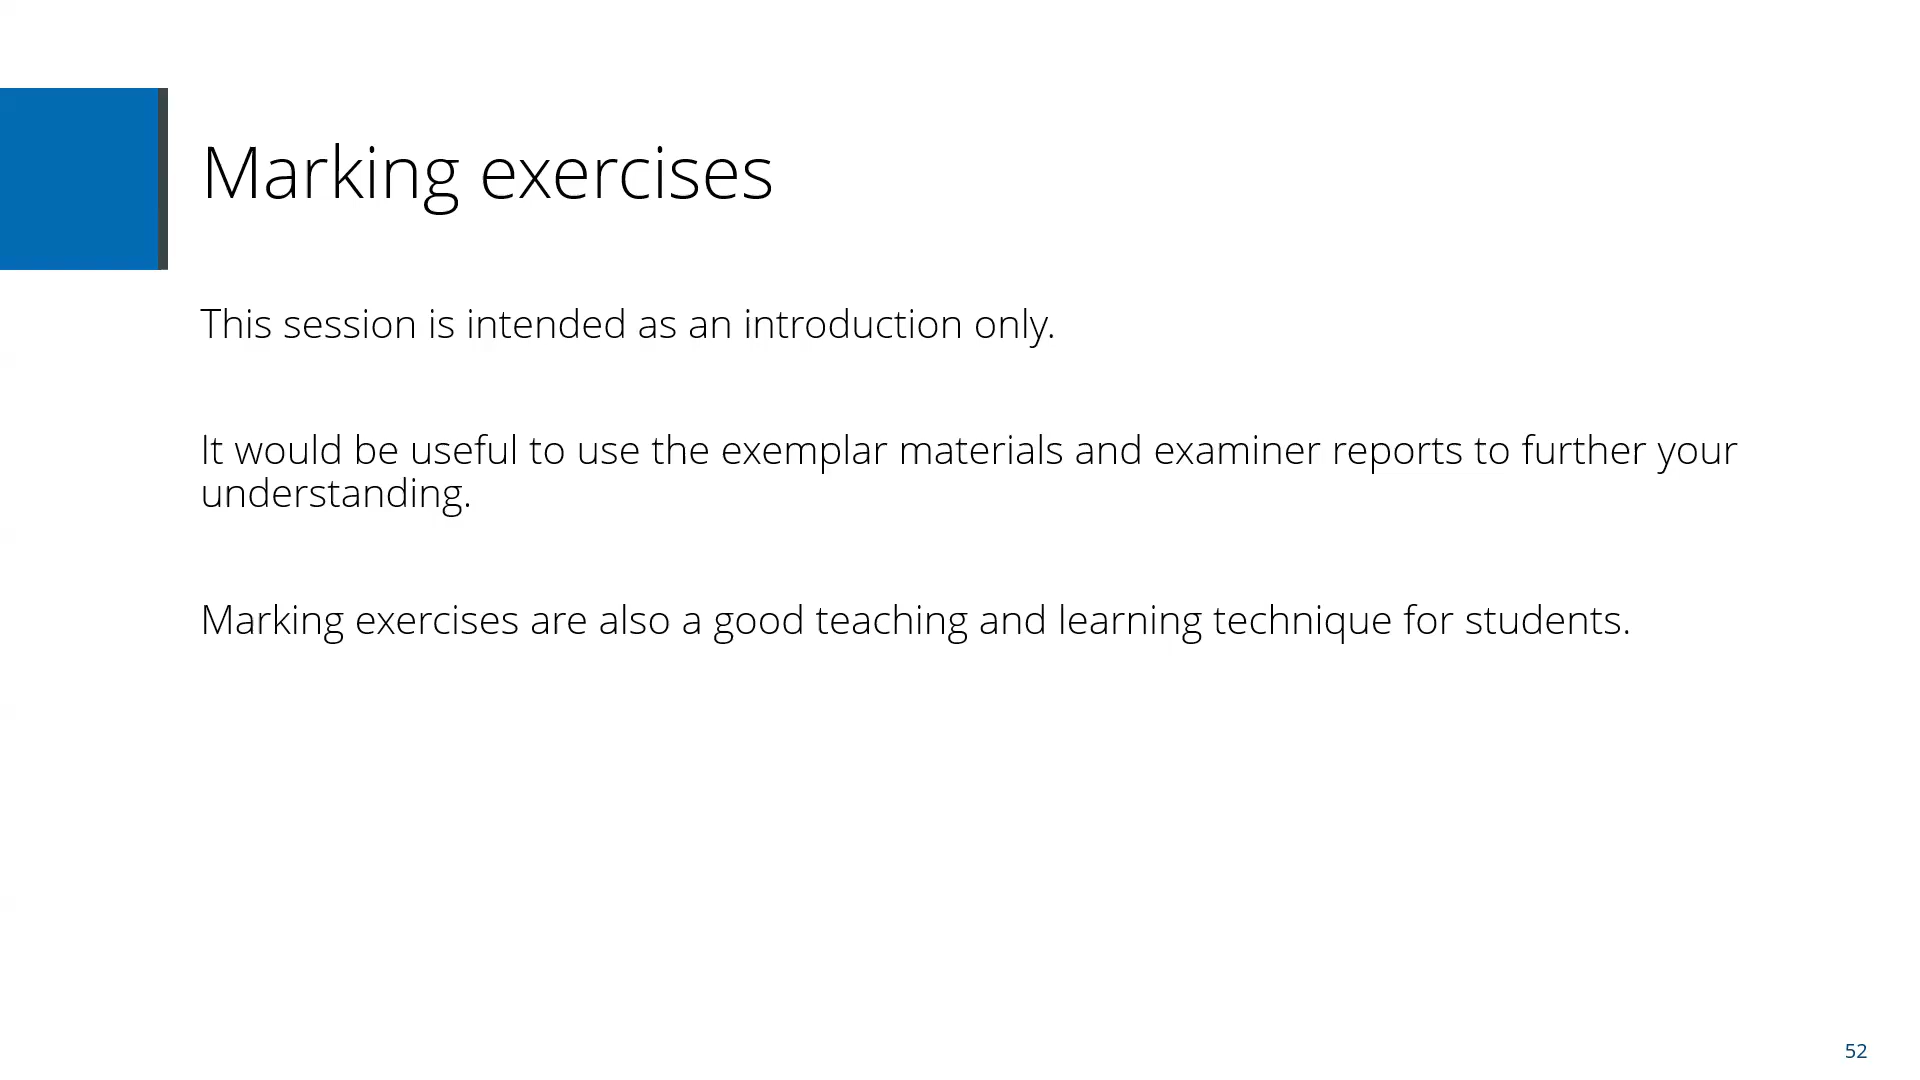 Marking exercises
This session is intended as an introduction only.
It would be useful to use the exemplar materials and examiner reports to further your
understanding.
Marking exercises are also a good teaching and learning technique for students.
52